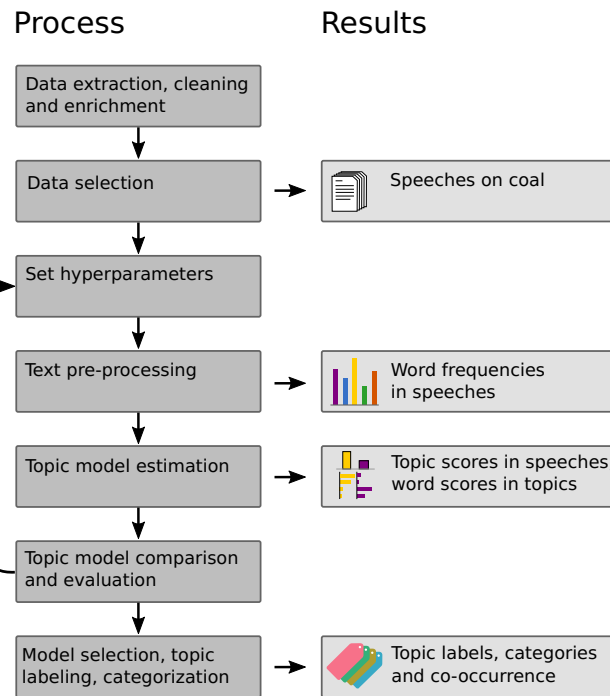 Process
Results
Data extraction, cleaning
and enrichment
Data selection
Speeches on coal
Set hyperparameters
Text pre-processing
Word frequencies
in speeches
Topic model estimation
Topic scores in speeches
word scores in topics
Topic model comparison
and evaluation
Model selection, topic
labeling, categorization
Topic labels, categories
and co-occurrence